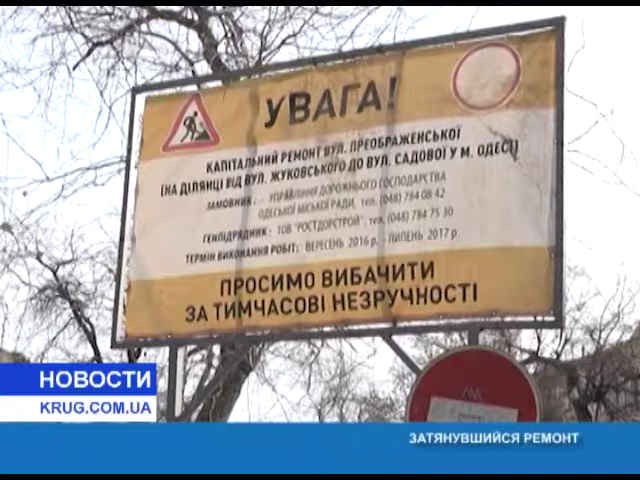 УВАГА!
КАПІТАЛЬНИЙ РЕМОНТ ВУЛ. ПРЕОБРАЖЕНСЬКОЇ
(НА ДІЛЯНЦІ ВІД ВУЛ. ЖУКОВСЬКОГО ДО ВУЛ. САДОВОЇ У М. ОДЕСІ)
ЗАМОВНИК: - УПРАВЛІННЯ ДОРОЖНЬОГО ГОСПОДАРСТВА
ОДЕСЬКОЇ МІСЬКОЇ РАДИ, тел. (048) 784 08 42
ГЕНПІДРЯДНИК - ТОВ "РОСТДОРСТРОЙ", тел. (048) 784 75 30
ТЕРМІН ВИКОНАННЯ РОБІТ: ВЕРЕСЕНЬ 2016 р. - ЛИПЕНЬ 2017 р.
ПРОСИМО ВИБАЧИТИ
ЗА ТИМЧАСОВІ НЕЗРУЧНОСТІ
НОВОСТИ
KRUG.COM.UA
ЗАТЯНУВШИЙСЯ РЕМОНТ